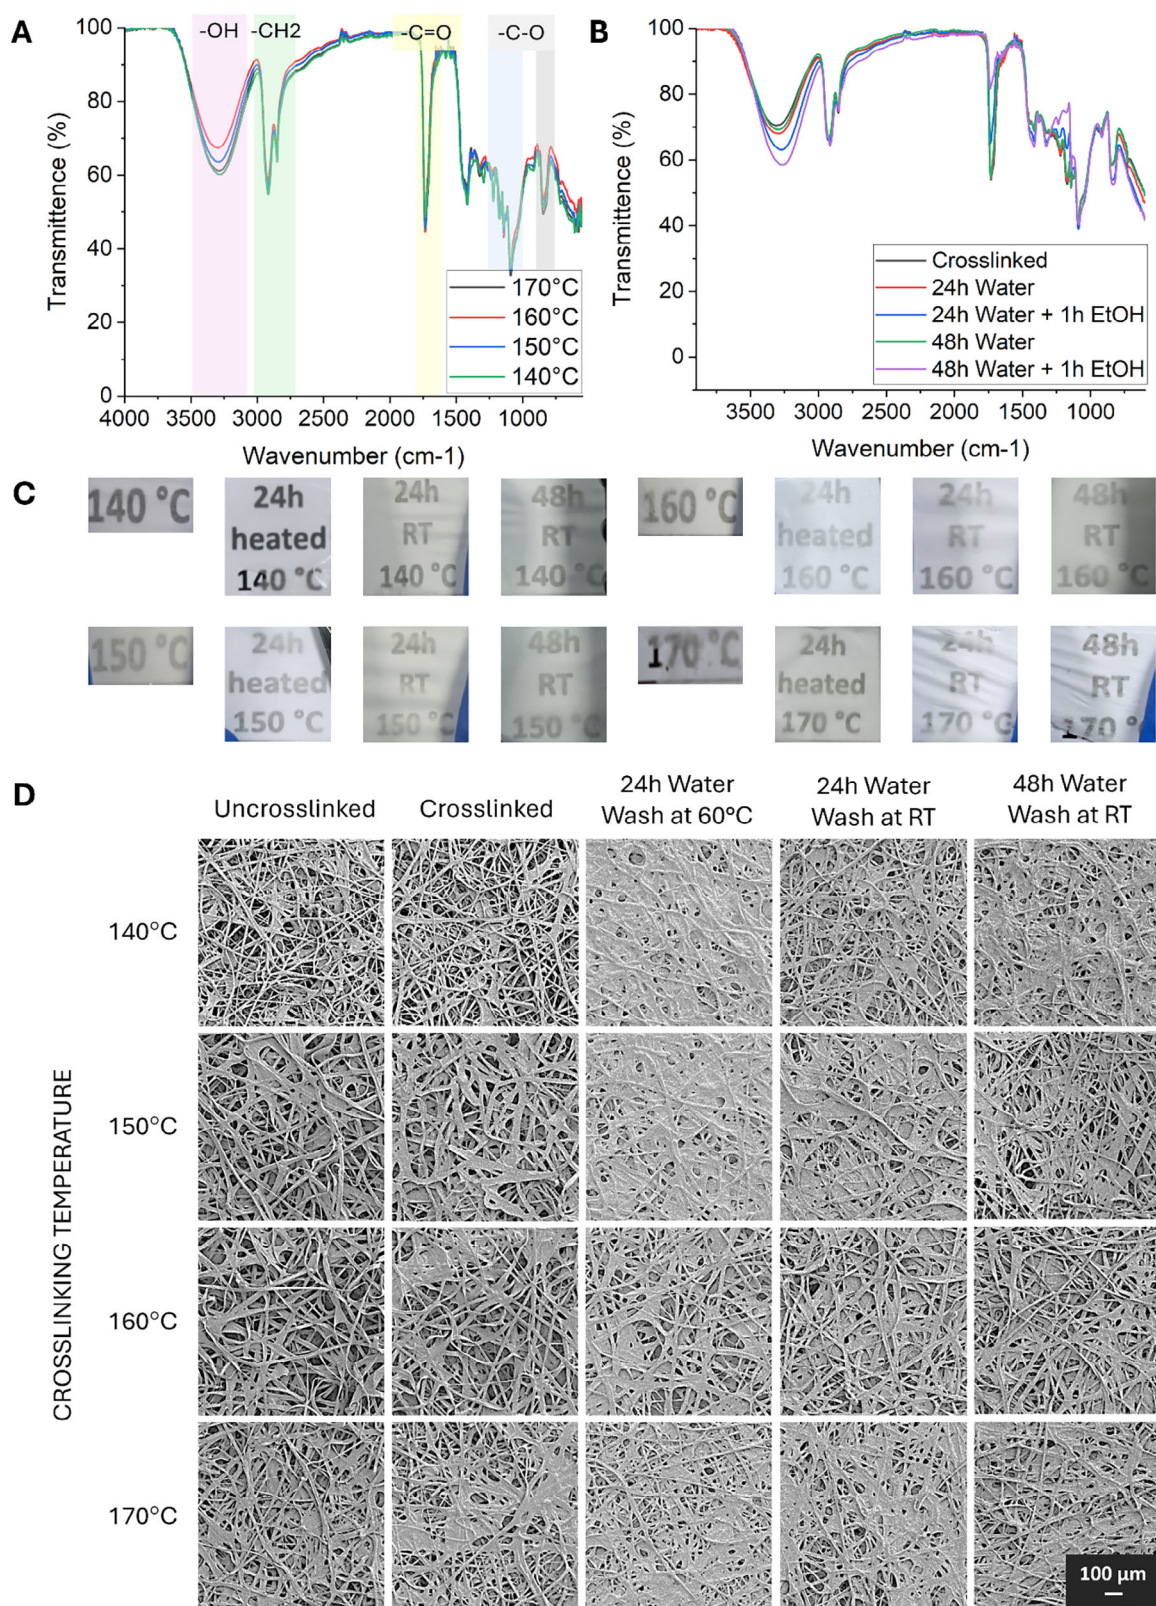 A
-OH
-CH2
-C=O
-C-O
100
80
60
40
20
0
Transmittence (%)
4000 3500 3000 2500 2000 1500 1000
Wavenumber (cm-1)
170°C
160°C
150°C
140°C
B
100
80
60
40
20
0
Transmittence (%)
3500 3000 2500 2000 1500 1000
Wavenumber (cm-1)
Crosslinked
24h Water
24h Water + 1h EtOH
48h Water
48h Water + 1h EtOH
C
140 °C
24h
heated
140 °C
24h
RT
140 °C
48h
RT
140 °C
160 °C
24h
heated
160 °C
24h
RT
160 °C
48h
RT
160 °C
150 °C
24h
heated
150 °C
24h
RT
150 °C
48h
RT
150 °C
170 °C
24h
heated
170 °C
24h
RT
170 °C
48h
RT
170 °C
D
Uncrosslinked
Crosslinked
24h Water
Wash at 60°C
24h Water
Wash at RT
48h Water
Wash at RT
CROSSLINKING TEMPERATURE
140°C
150°C
160°C
170°C
100 µm